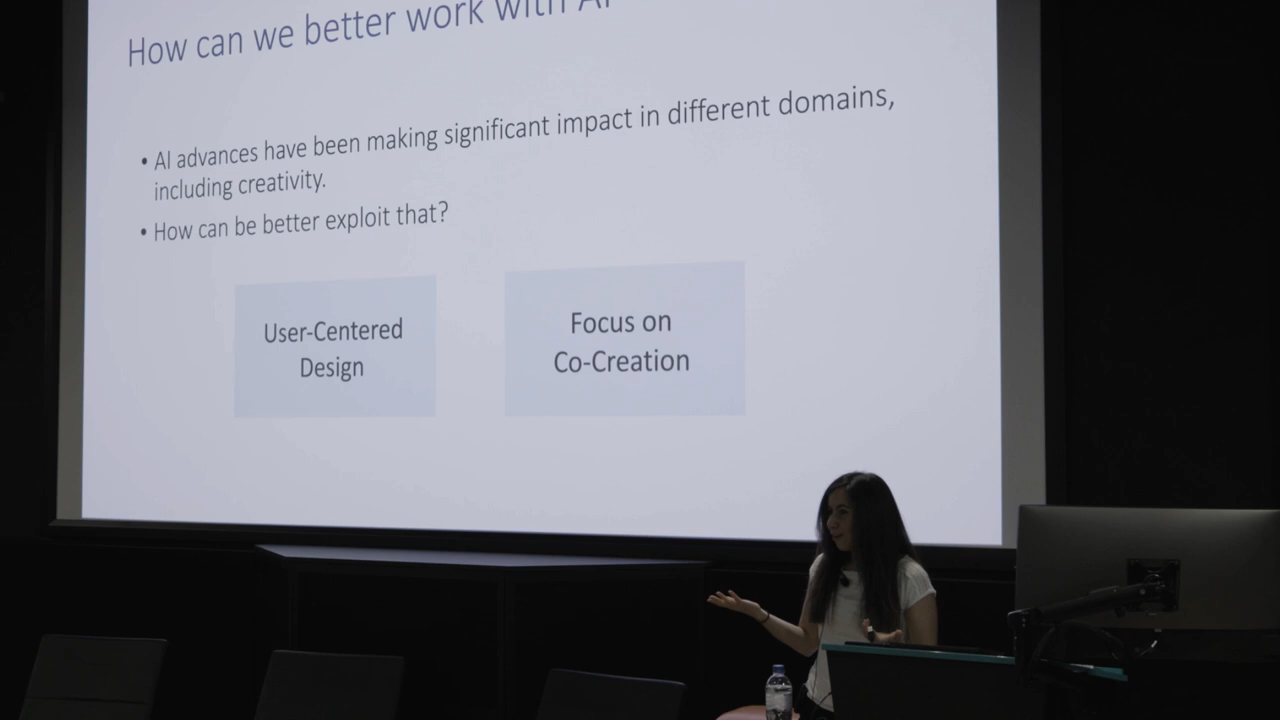 How can we better work with AI
• AI advances have been making significant impact in different domains,
including creativity.
• How can be better exploit that?
User-Centered
Design
Focus on
Co-Creation